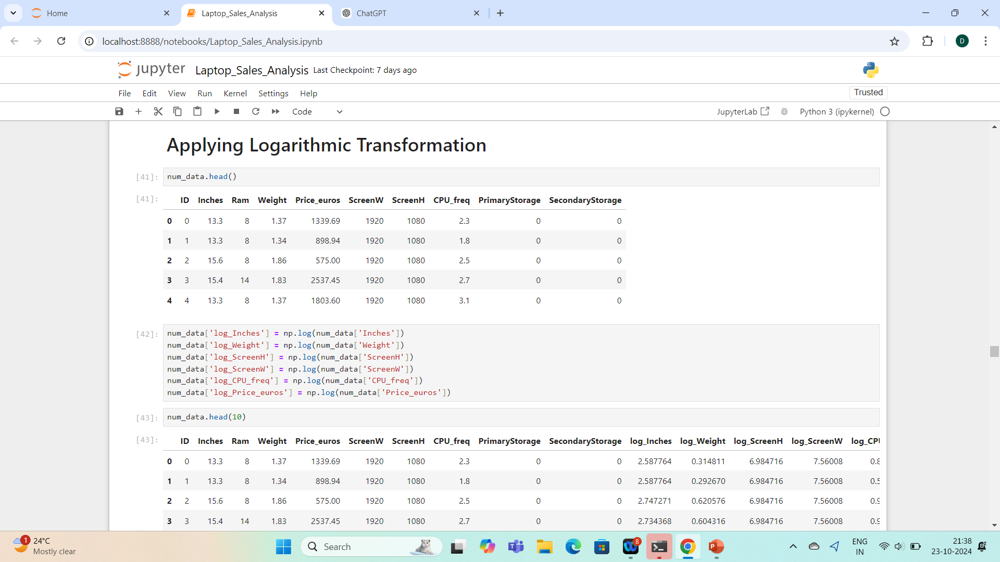 Home
Laptop_Sales_Analysis
ChatGPT
localhost:8888/notebooks/Laptop_Sales_Analysis.ipynb
D
jupyter Laptop_Sales_Analysis Last Checkpoint: 7 days ago
File Edit View Run Kernel Settings Help
Trusted
Code
JupyterLab
Python 3 (ipykernel)
Applying Logarithmic Transformation
[41]: num_data.head()
[41]: ID Inches Ram Weight Price_euros ScreenW ScreenH CPU_freq PrimaryStorage SecondaryStorage
0 0 13.3 8 1.37 1339.69 1920 1080 2.3 0 0
1 1 13.3 8 1.34 898.94 1920 1080 1.8 0 0
2 2 15.6 8 1.86 575.00 1920 1080 2.5 0 0
3 3 15.4 14 1.83 2537.45 1920 1080 2.7 0 0
4 4 13.3 8 1.37 1803.60 1920 1080 3.1 0 0
[42]: num_data['log_Inches'] = np.log(num_data['Inches'])
num_data['log_Weight'] = np.log(num_data['Weight'])
num_data['log_ScreenH'] = np.log(num_data['ScreenH'])
num_data['log_ScreenW'] = np.log(num_data['ScreenW'])
num_data['log_CPU_freq'] = np.log(num_data['CPU_freq'])
num_data['log_Price_euros'] = np.log(num_data['Price_euros'])
[43]: num_data.head(10)
[43]: ID Inches Ram Weight Price_euros ScreenW ScreenH CPU_freq PrimaryStorage SecondaryStorage log_Inches log_Weight log_ScreenH log_ScreenW log_CPU
0 0 13.3 8 1.37 1339.69 1920 1080 2.3 0 0 2.587764 0.314811 6.984716 7.56008 0.8
1 1 13.3 8 1.34 898.94 1920 1080 1.8 0 0 2.587764 0.292670 6.984716 7.56008 0.5
2 2 15.6 8 1.86 575.00 1920 1080 2.5 0 0 2.747271 0.620576 6.984716 7.56008 0.9
3 3 15.4 14 1.83 2537.45 1920 1080 2.7 0 0 2.734368 0.604316 6.984716 7.56008 0.9
1
24°C
Mostly clear
Search
8
ENG
IN
21:38
23-10-2024